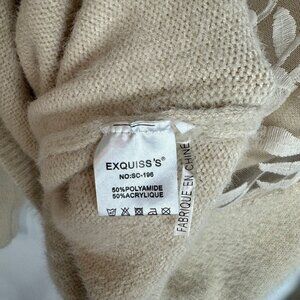 EXQUISS'S
NO:SC-196
50%POLYAMIDE
50%ACRYLIQUE
FABRIQUE EN CHINE